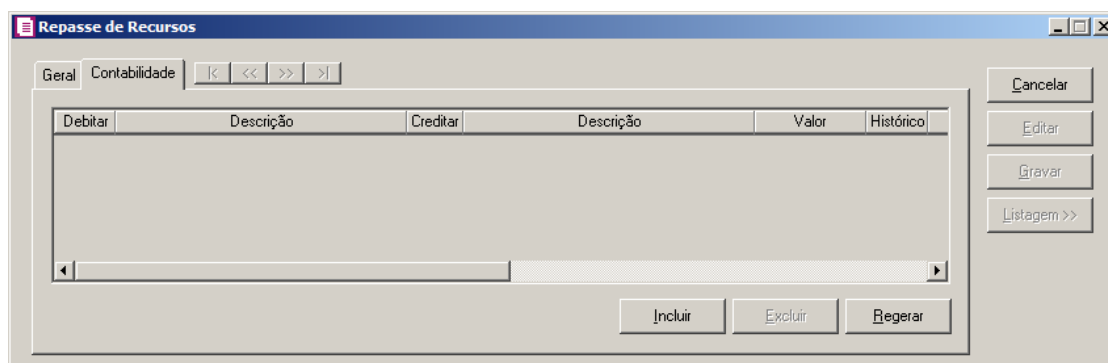 Repasse de Recursos
Geral Contabilidade |< << >> >|
Cancelar
Debitar Descrição Creditar Descrição Valor Histórico
Editar
Gravar
Listagem >>
Incluir Excluir Regerar